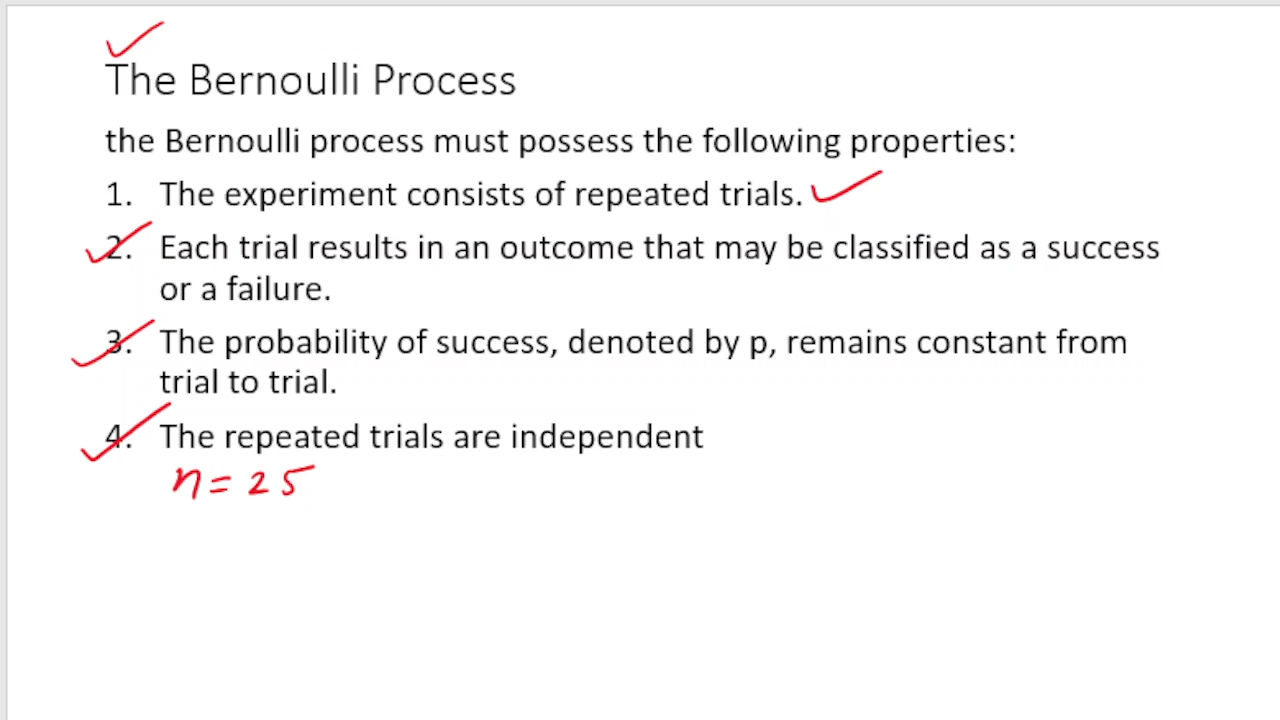 The Bernoulli Process
the Bernoulli process must possess the following properties:
1. The experiment consists of repeated trials.
2. Each trial results in an outcome that may be classified as a success
or a failure.
3. The probability of success, denoted by p, remains constant from
trial to trial.
4. The repeated trials are independent
n = 25